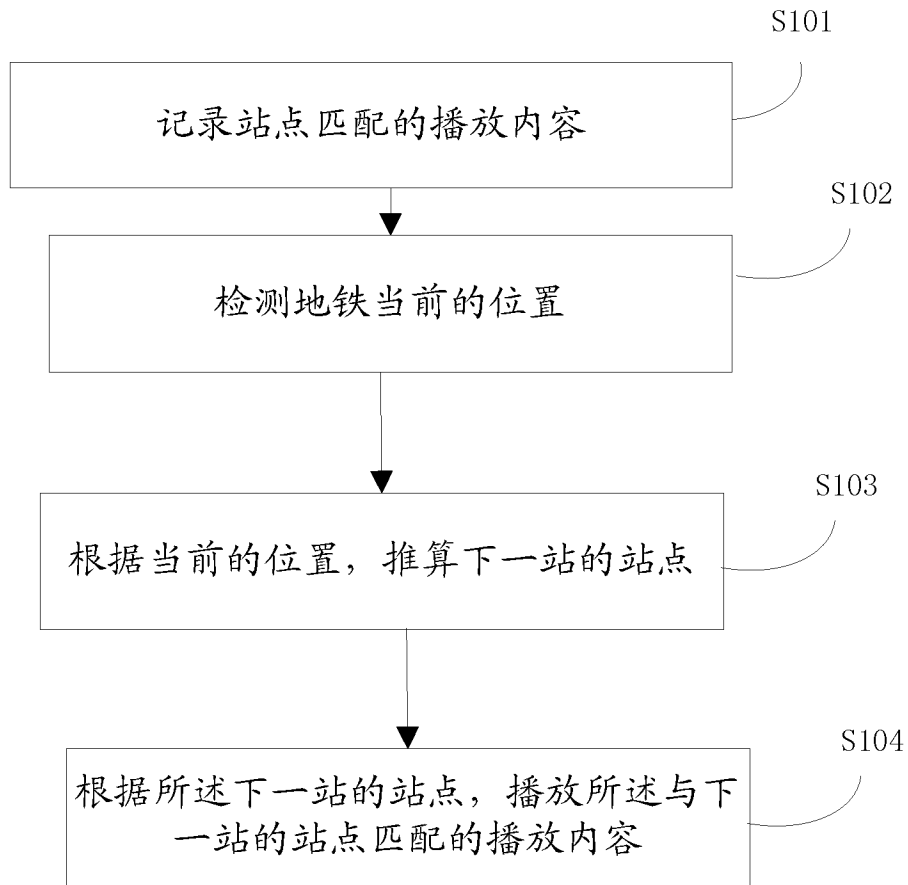 S101
记录站点匹配的播放内容
S102
检测地铁当前的位置
S103
根据当前的位置，推算下一站的站点
S104
根据所述下一站的站点，播放所述与下
一站的站点匹配的播放内容